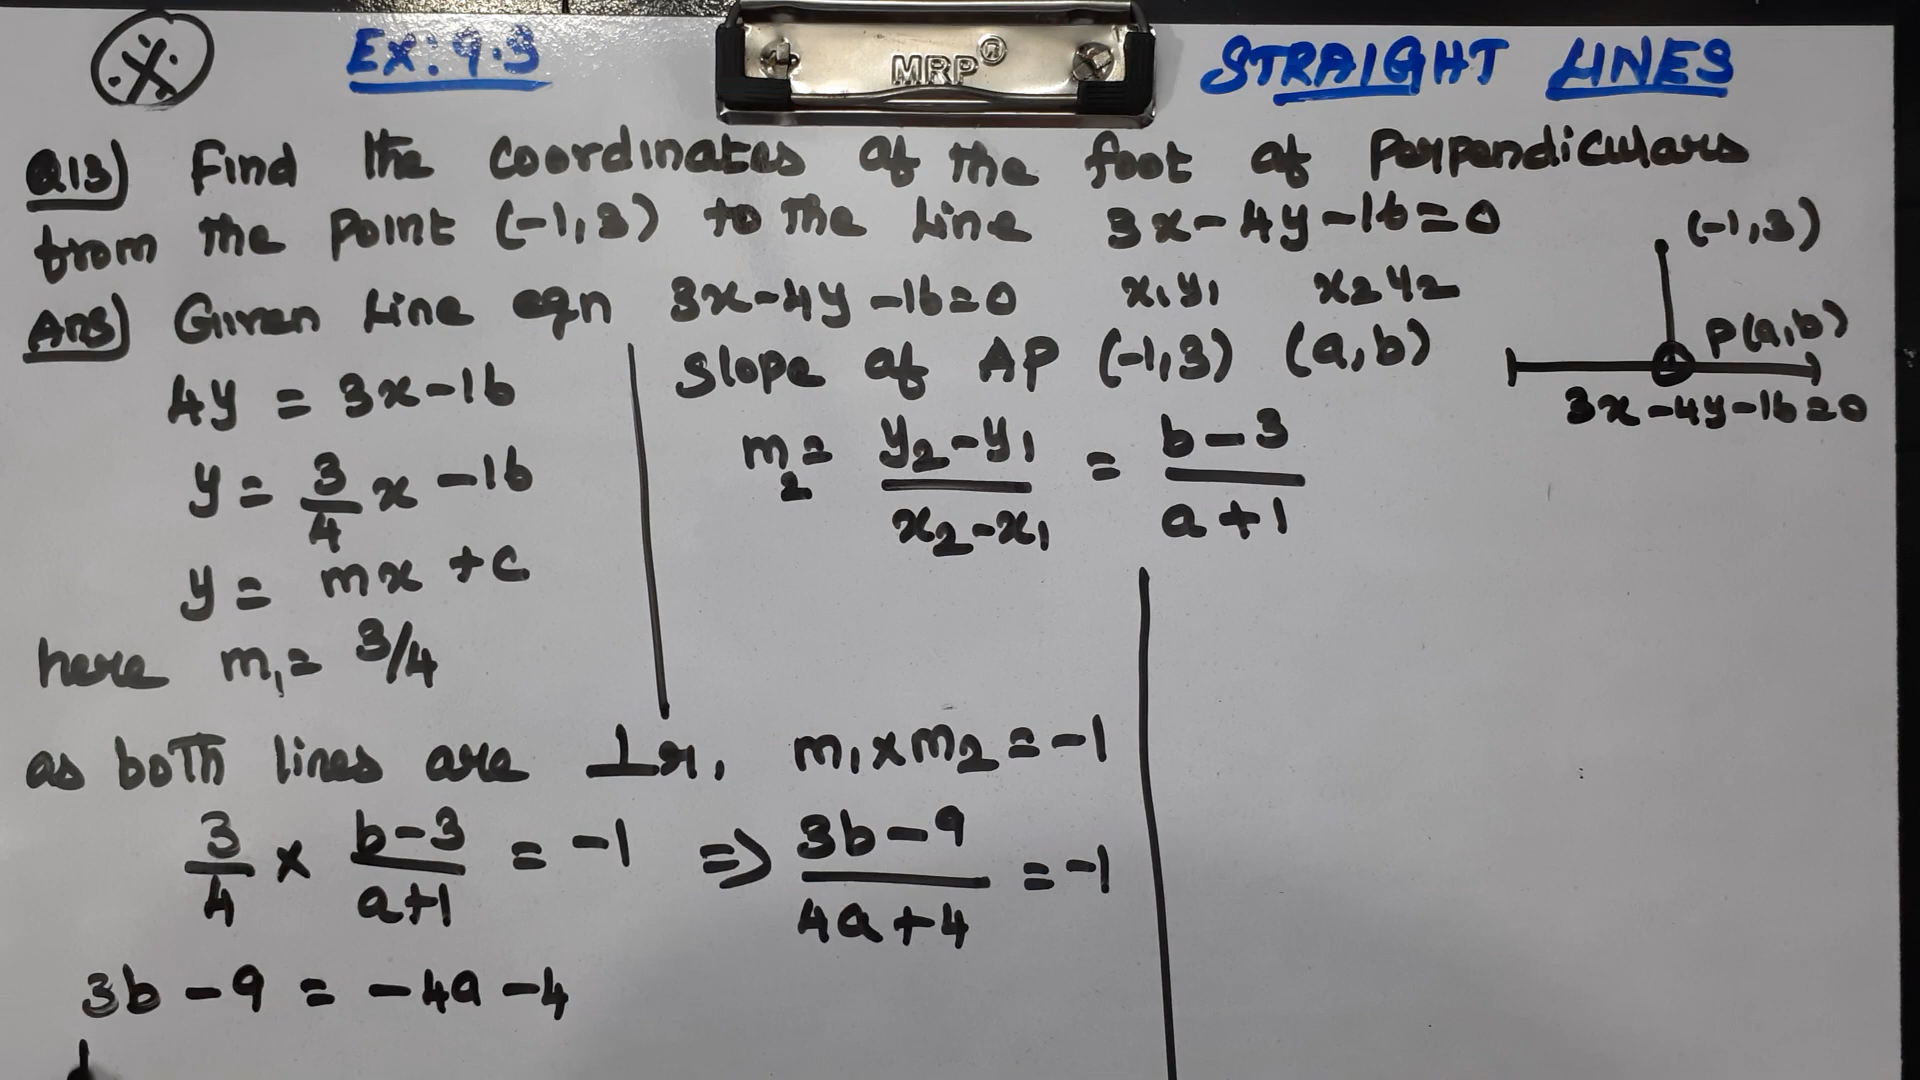 Ex: 9.3
MRP®
STRAIGHT LINES
Q13) Find the coordinates of the foot of perpendiculars
from the point (-1,3) to the line 3x-4y-16=0
(-1,3)
Ans) Given line eqn 3x-4y-16=0
x₁ y₁ x₂ y₂
4y = 3x-16
slope of AP (-1,3) (a,b)
P(a,b)
3x-4y-16=0
y = 3/4 x -16
m₂ = y₂-y₁/x₂-x₁ = b-3/a+1
y = mx +c
here m₁= 3/4
as both lines are ⊥r, m₁×m₂=-1
3/4 × b-3/a+1 = -1 => 3b-9/4a+4 = -1
3b-9 = -4a-4